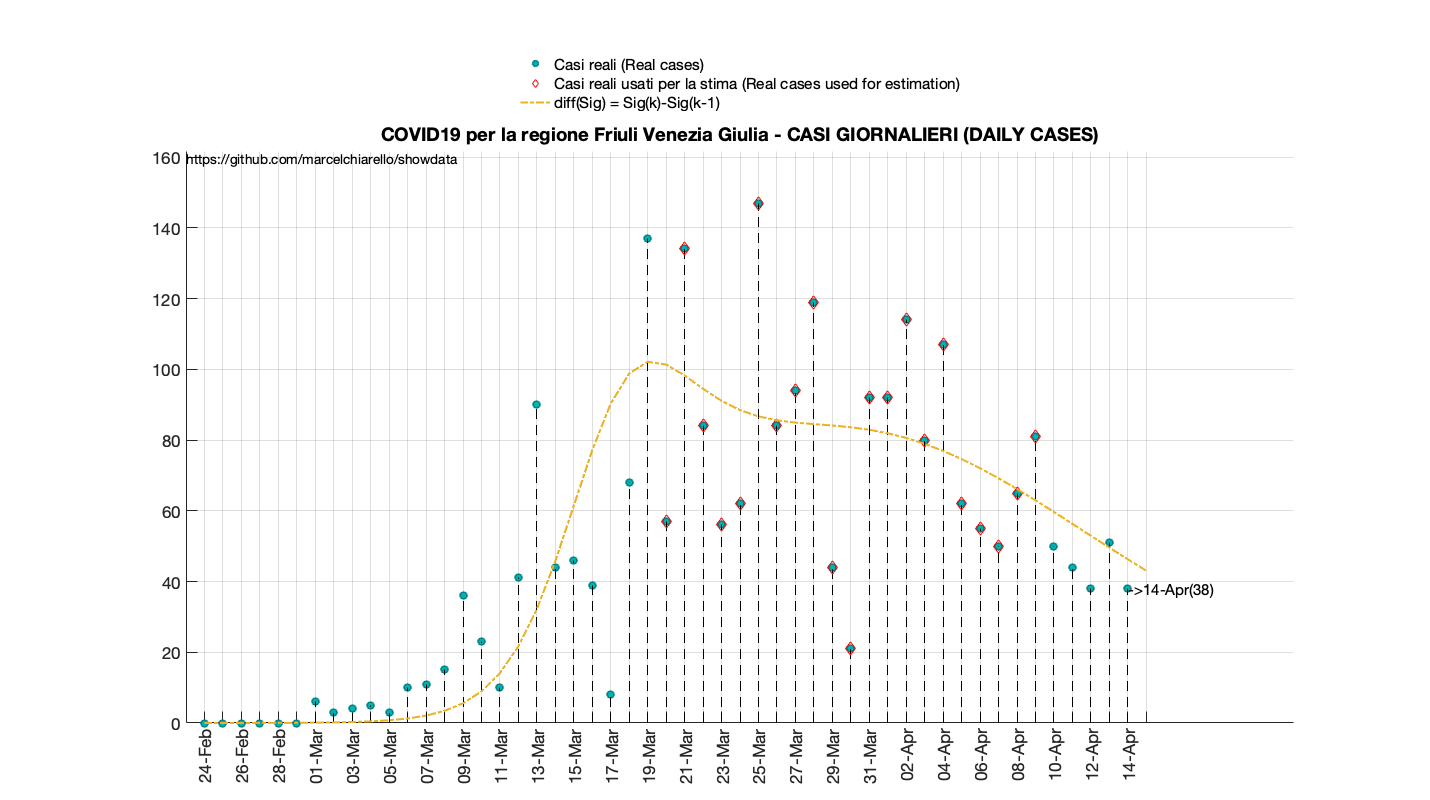 Casi reali (Real cases)
Casi reali usati per la stima (Real cases used for estimation)
diff(Sig) = Sig(k)-Sig(k-1)
COVID19 per la regione Friuli Venezia Giulia - CASI GIORNALIERI (DAILY CASES)
https://github.com/marcelchiarello/showdata
160
140
120
100
80
60
40
20
0
->14-Apr(38)
24-Feb
26-Feb
28-Feb
01-Mar
03-Mar
05-Mar
07-Mar
09-Mar
11-Mar
13-Mar
15-Mar
17-Mar
19-Mar
21-Mar
23-Mar
25-Mar
27-Mar
29-Mar
31-Mar
02-Apr
04-Apr
06-Apr
08-Apr
10-Apr
12-Apr
14-Apr